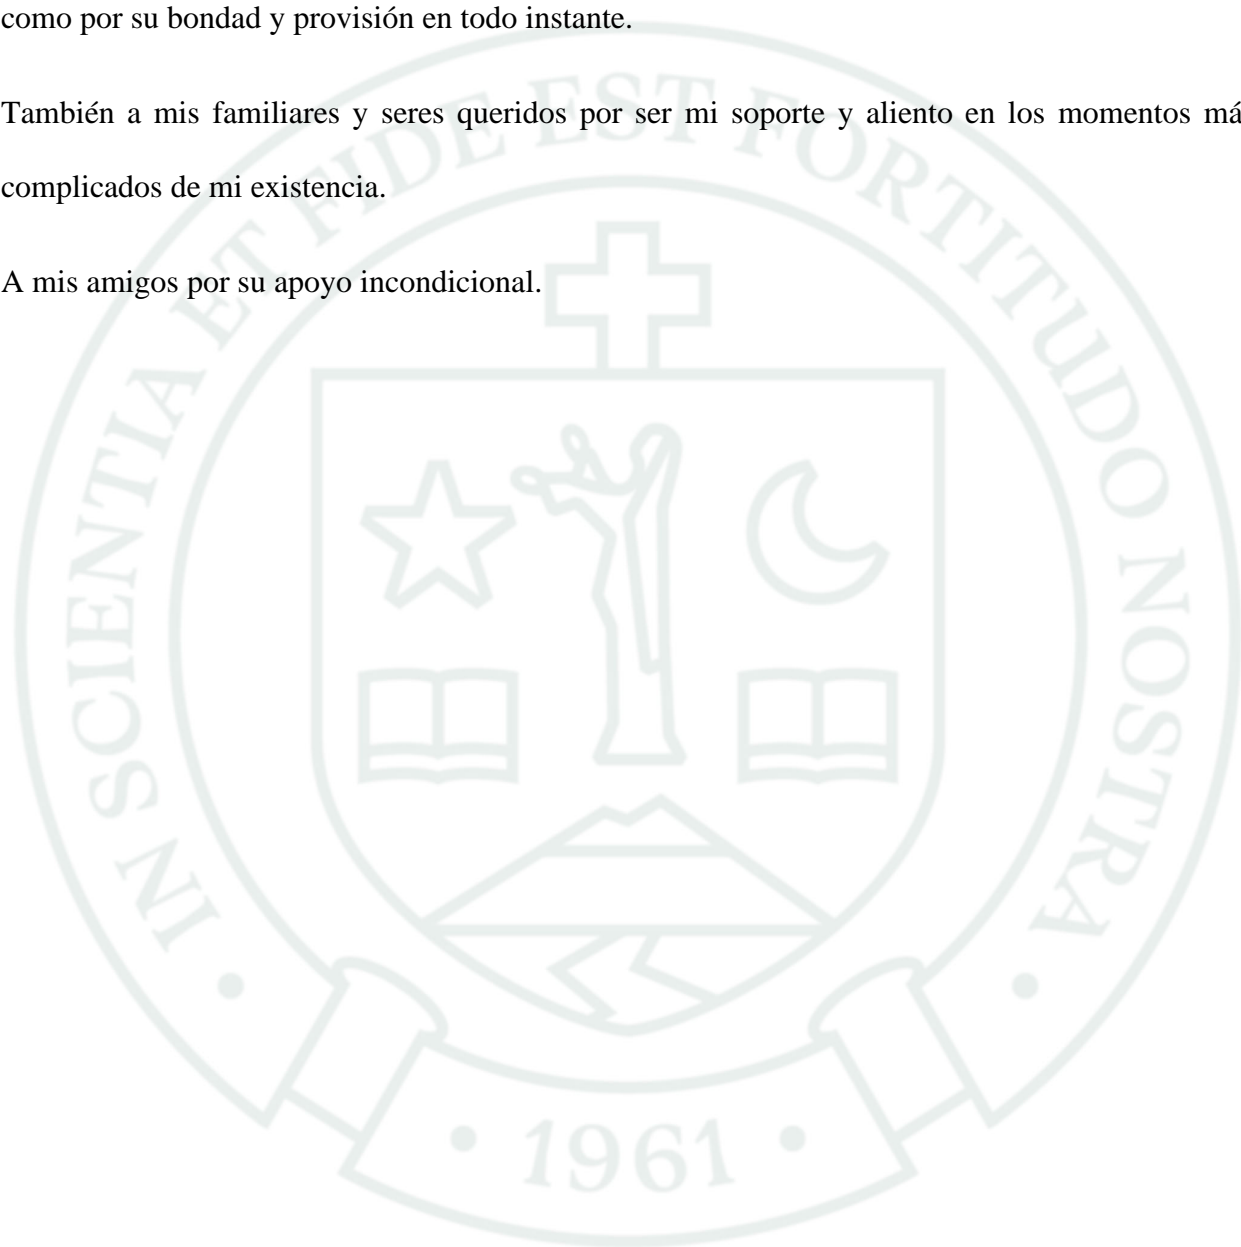 como por su bondad y provisión en todo instante.
También a mis familiares y seres queridos por ser mi soporte y aliento en los momentos má
complicados de mi existencia.
A mis amigos por su apoyo incondicional.
IN SCIENTIA ET FIDE EST FORTITUDO NOSTRA
• 1961 •